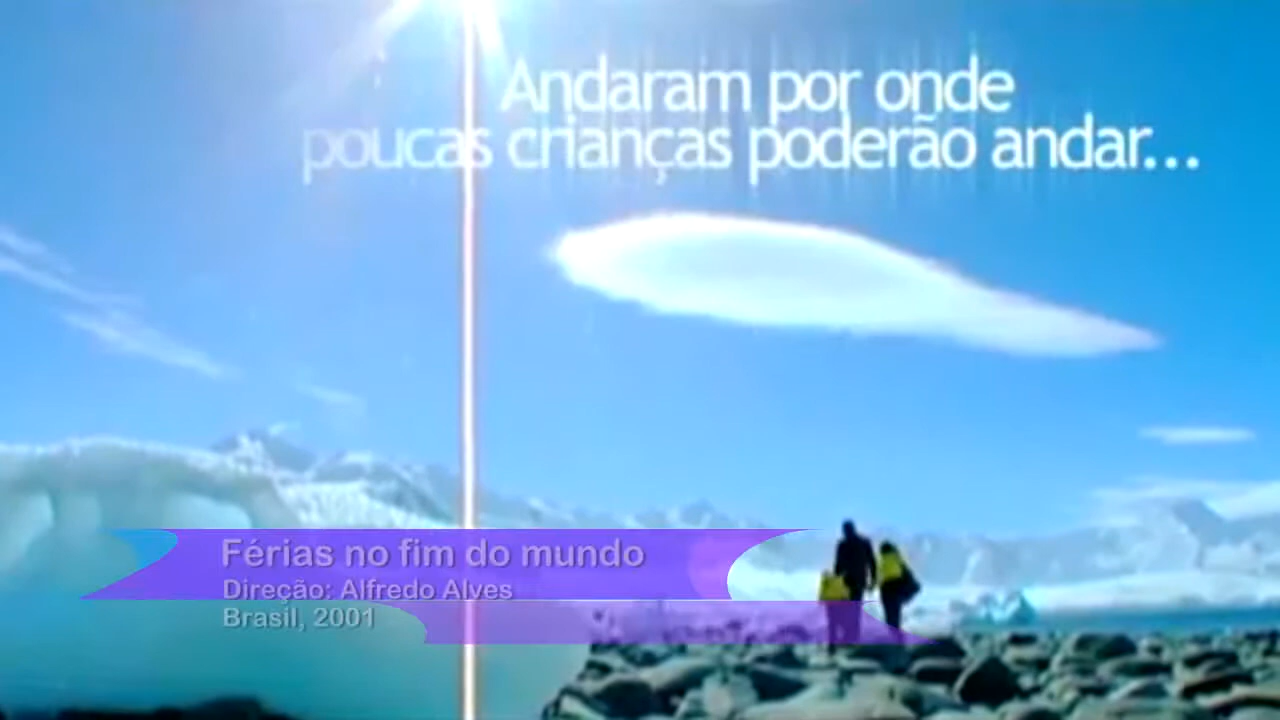 Andaram por onde
poucas crianças poderão andar...
Férias no fim do mundo
Direção: Alfredo Alves
Brasil, 2001